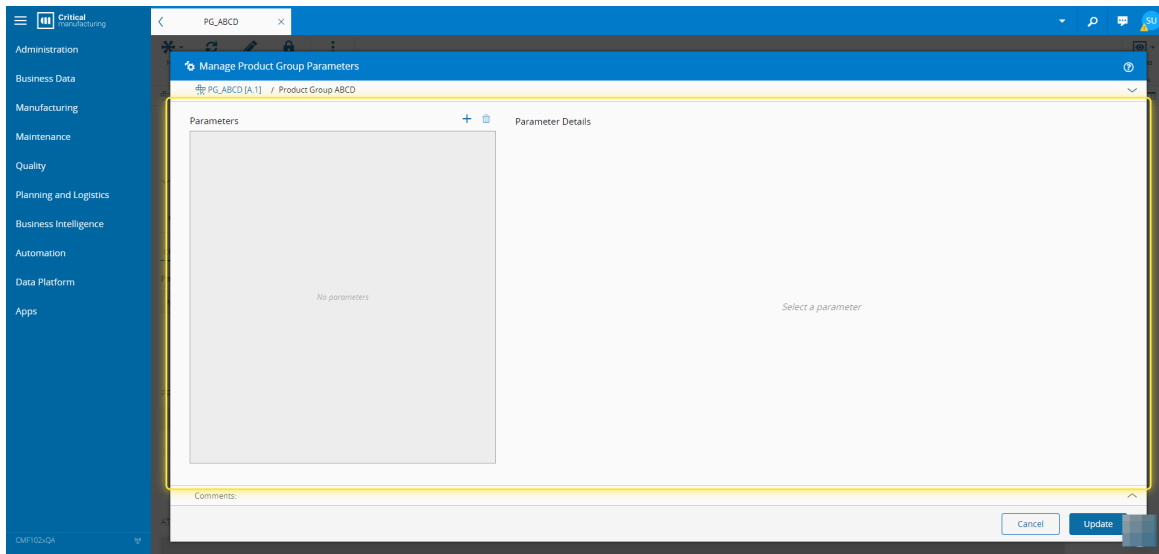 Critical
manufacturing
PG_ABCD
SU
Administration
Business Data
Manufacturing
Maintenance
Quality
Planning and Logistics
Business Intelligence
Automation
Data Platform
Apps
CMF102xQA
Manage Product Group Parameters
PG_ABCD [A.1] / Product Group ABCD
Parameters
Parameter Details
No parameters
Select a parameter
Comments:
Cancel
Update